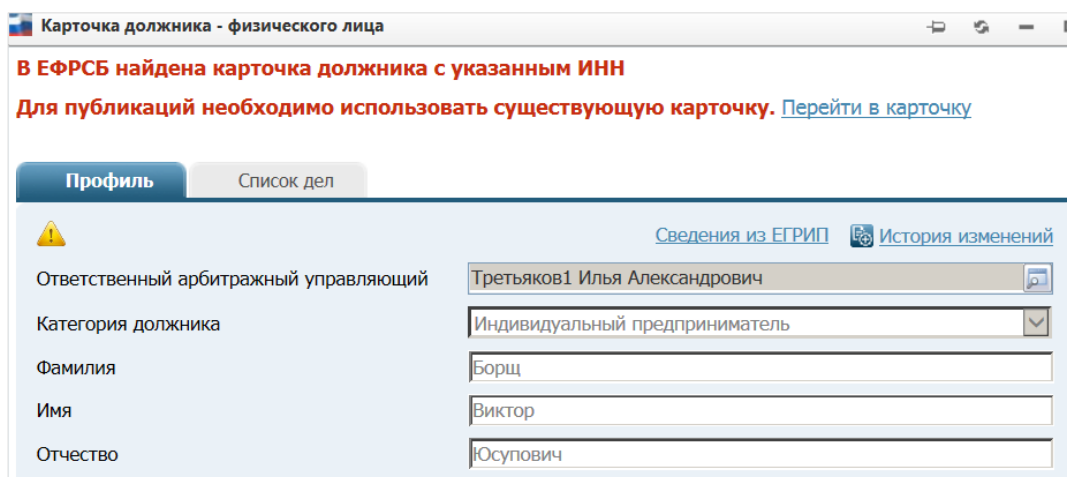 Карточка должника - физического лица
В ЕФРСБ найдена карточка должника с указанным ИНН
Для публикаций необходимо использовать существующую карточку. Перейти в карточку
Профиль Список дел
Сведения из ЕГРИП История изменений
Ответственный арбитражный управляющий Третьяков1 Илья Александрович
Категория должника Индивидуальный предприниматель
Фамилия Борщ
Имя Виктор
Отчество Юсупович